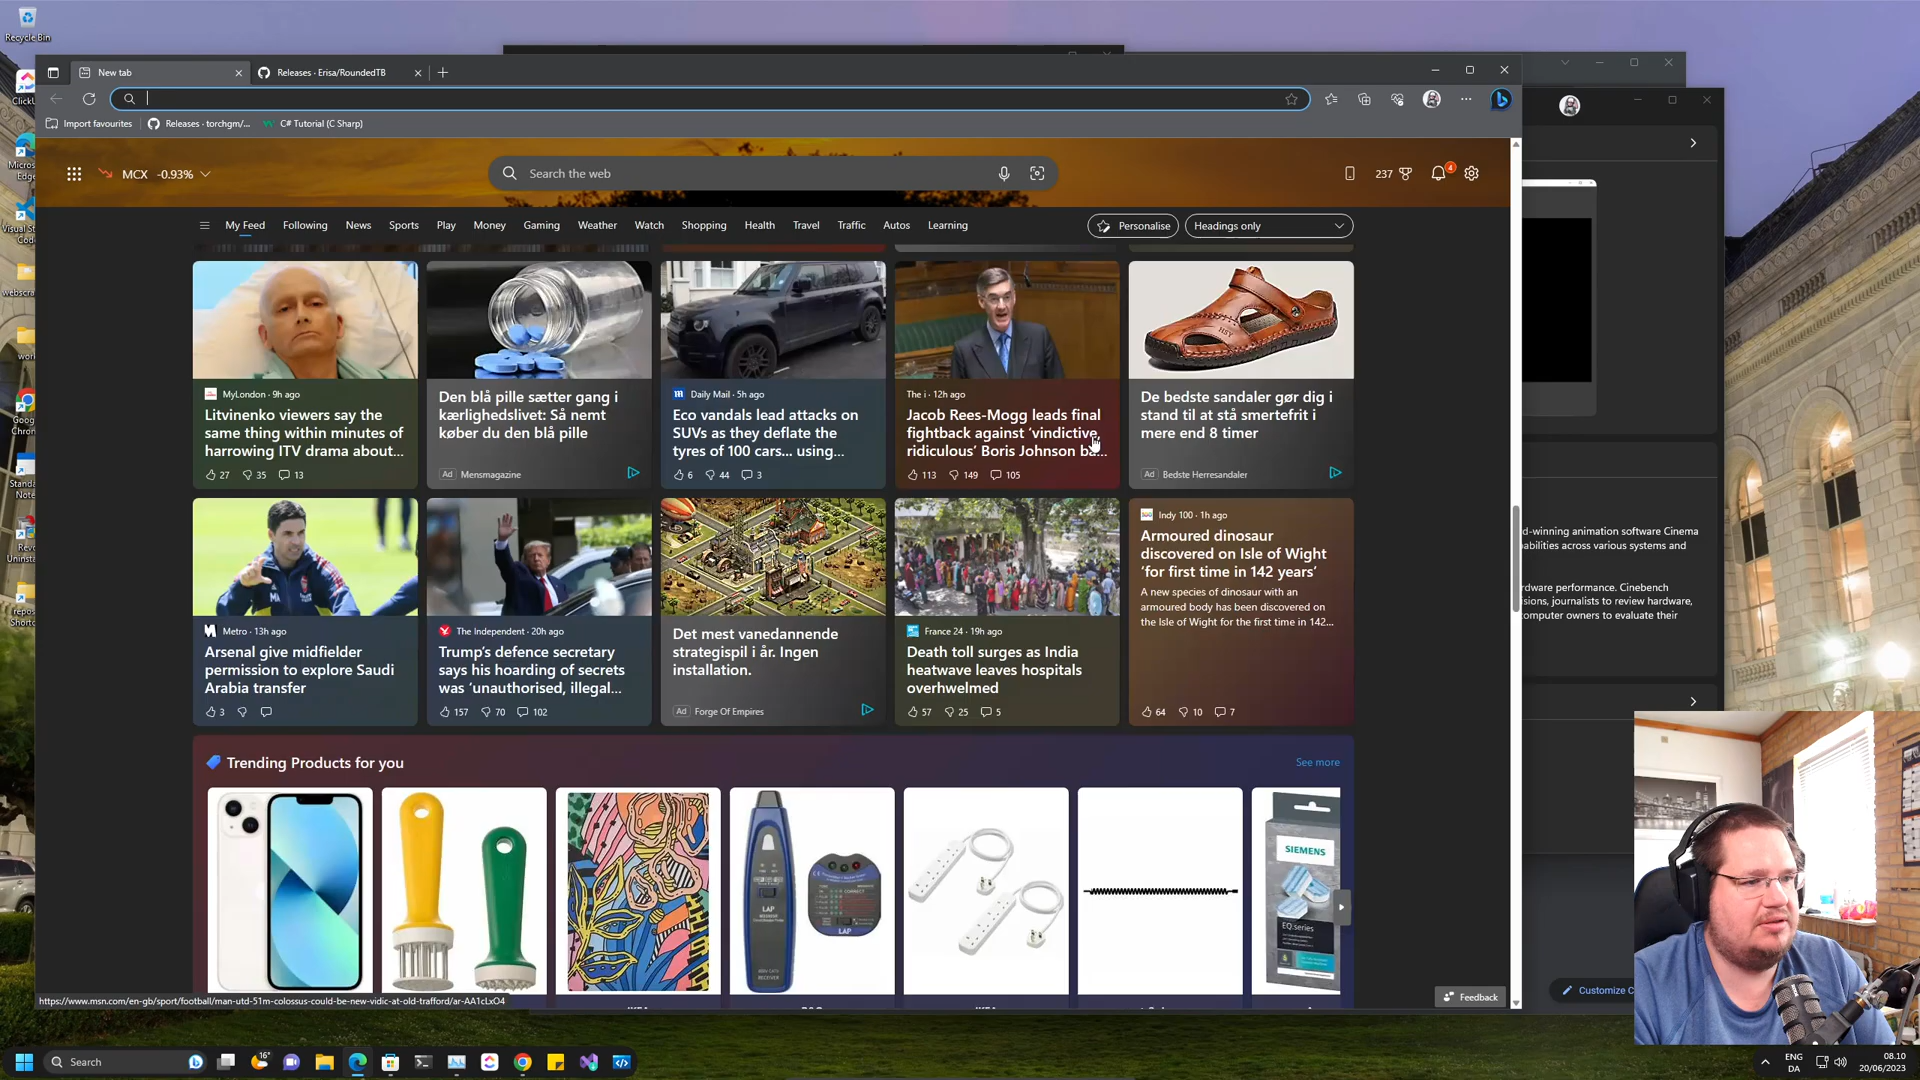 Recycle Bin
New tab
Releases · Erisa/RoundedTB
Import favourites
Releases · torchgm/...
C# Tutorial (C Sharp)
MCX -0.93%
Search the web
237
4
My Feed
Following
News
Sports
Play
Money
Gaming
Weather
Watch
Shopping
Health
Travel
Traffic
Autos
Learning
Personalise
Headings only
MyLondon · 9h ago
Litvinenko viewers say the
same thing within minutes of
harrowing ITV drama about...
27 35 13
Den blå pille sætter gang i
kærlighedslivet: Så nemt
køber du den blå pille
Ad Mensmagazine
Daily Mail · 5h ago
Eco vandals lead attacks on
SUVs as they deflate the
tyres of 100 cars... using...
6 44 3
The i · 12h ago
Jacob Rees-Mogg leads final
fightback against ‘vindictive,
ridiculous’ Boris Johnson
113 149 105
De bedste sandaler gør dig i
stand til at stå smertefrit i
mere end 8 timer
Ad Bedste Herresandaler
Metro · 13h ago
Arsenal give midfielder
permission to explore Saudi
Arabia transfer
3
The Independent · 20h ago
Trump’s defence secretary
says his hoarding of secrets
was ‘unauthorised, illegal...
157 70 102
Det mest vanedannende
strategispil i år. Ingen
installation.
Ad Forge Of Empires
France 24 · 19h ago
Death toll surges as India
heatwave leaves hospitals
overwhelmed
57 25 5
Indy 100 · 1h ago
Armoured dinosaur
discovered on Isle of Wight
‘for first time in 142 years’
A new species of dinosaur with an
armoured body has been discovered on
the Isle of Wight for the first time in 142...
64 10 7
Trending Products for you
See more
LAP
LAP
SIEMENS
EQ.series
https://www.msn.com/en-gb/sport/football/man-utd-51m-colossus-could-be-new-vidic-at-old-trafford/ar-AA1cLxO4
Feedback
d-winning animation software Cinema
abilities across various systems and
dware performance. Cinebench
isions, journalists to review hardware,
omputer owners to evaluate their
Customize C
Search
16°
ENG
DA
08.10
20/06/2023